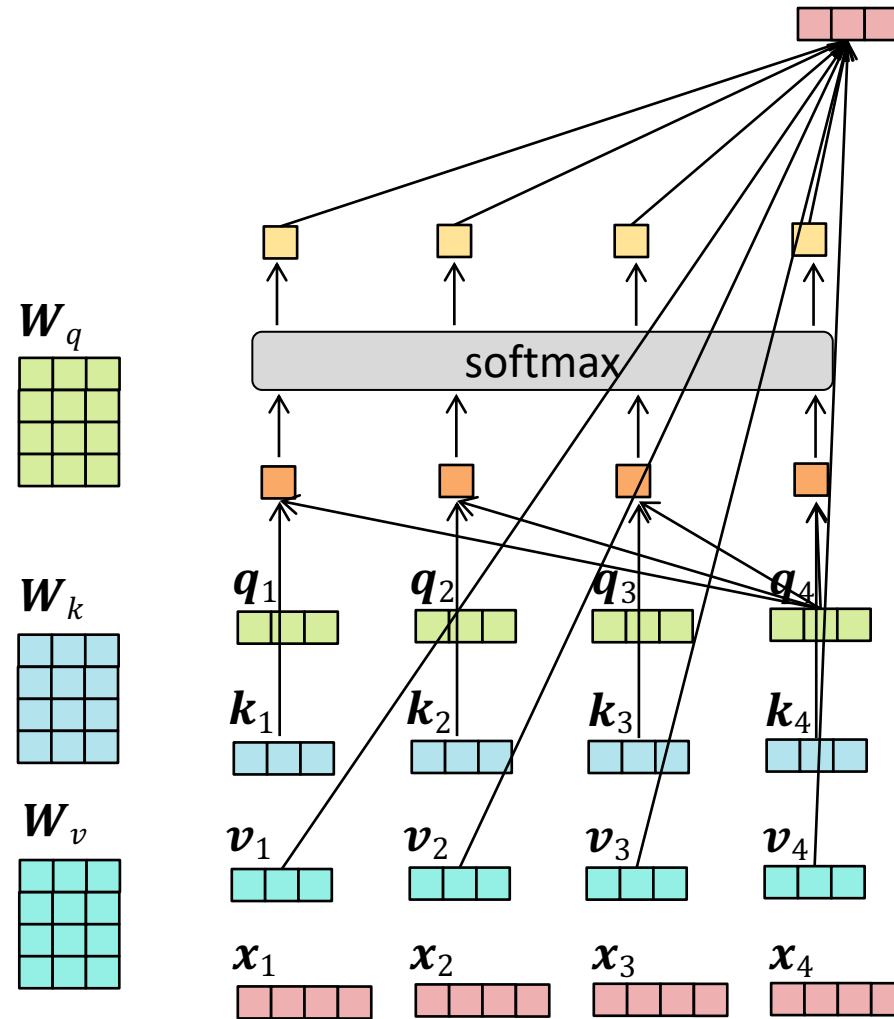 W_q
softmax
W_k
q_1 q_2 q_3 q_4
k_1 k_2 k_3 k_4
W_v
v_1 v_2 v_3 v_4
x_1 x_2 x_3 x_4